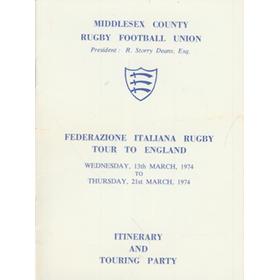 MIDDLESEX COUNTY
RUGBY FOOTBALL UNION
President: R. Storry Deans, Esq.
FEDERAZIONE ITALIANA RUGBY
TOUR TO ENGLAND
WEDNESDAY, 13th MARCH, 1974
TO
THURSDAY, 21st MARCH, 1974
ITINERARY
AND
TOURING PARTY